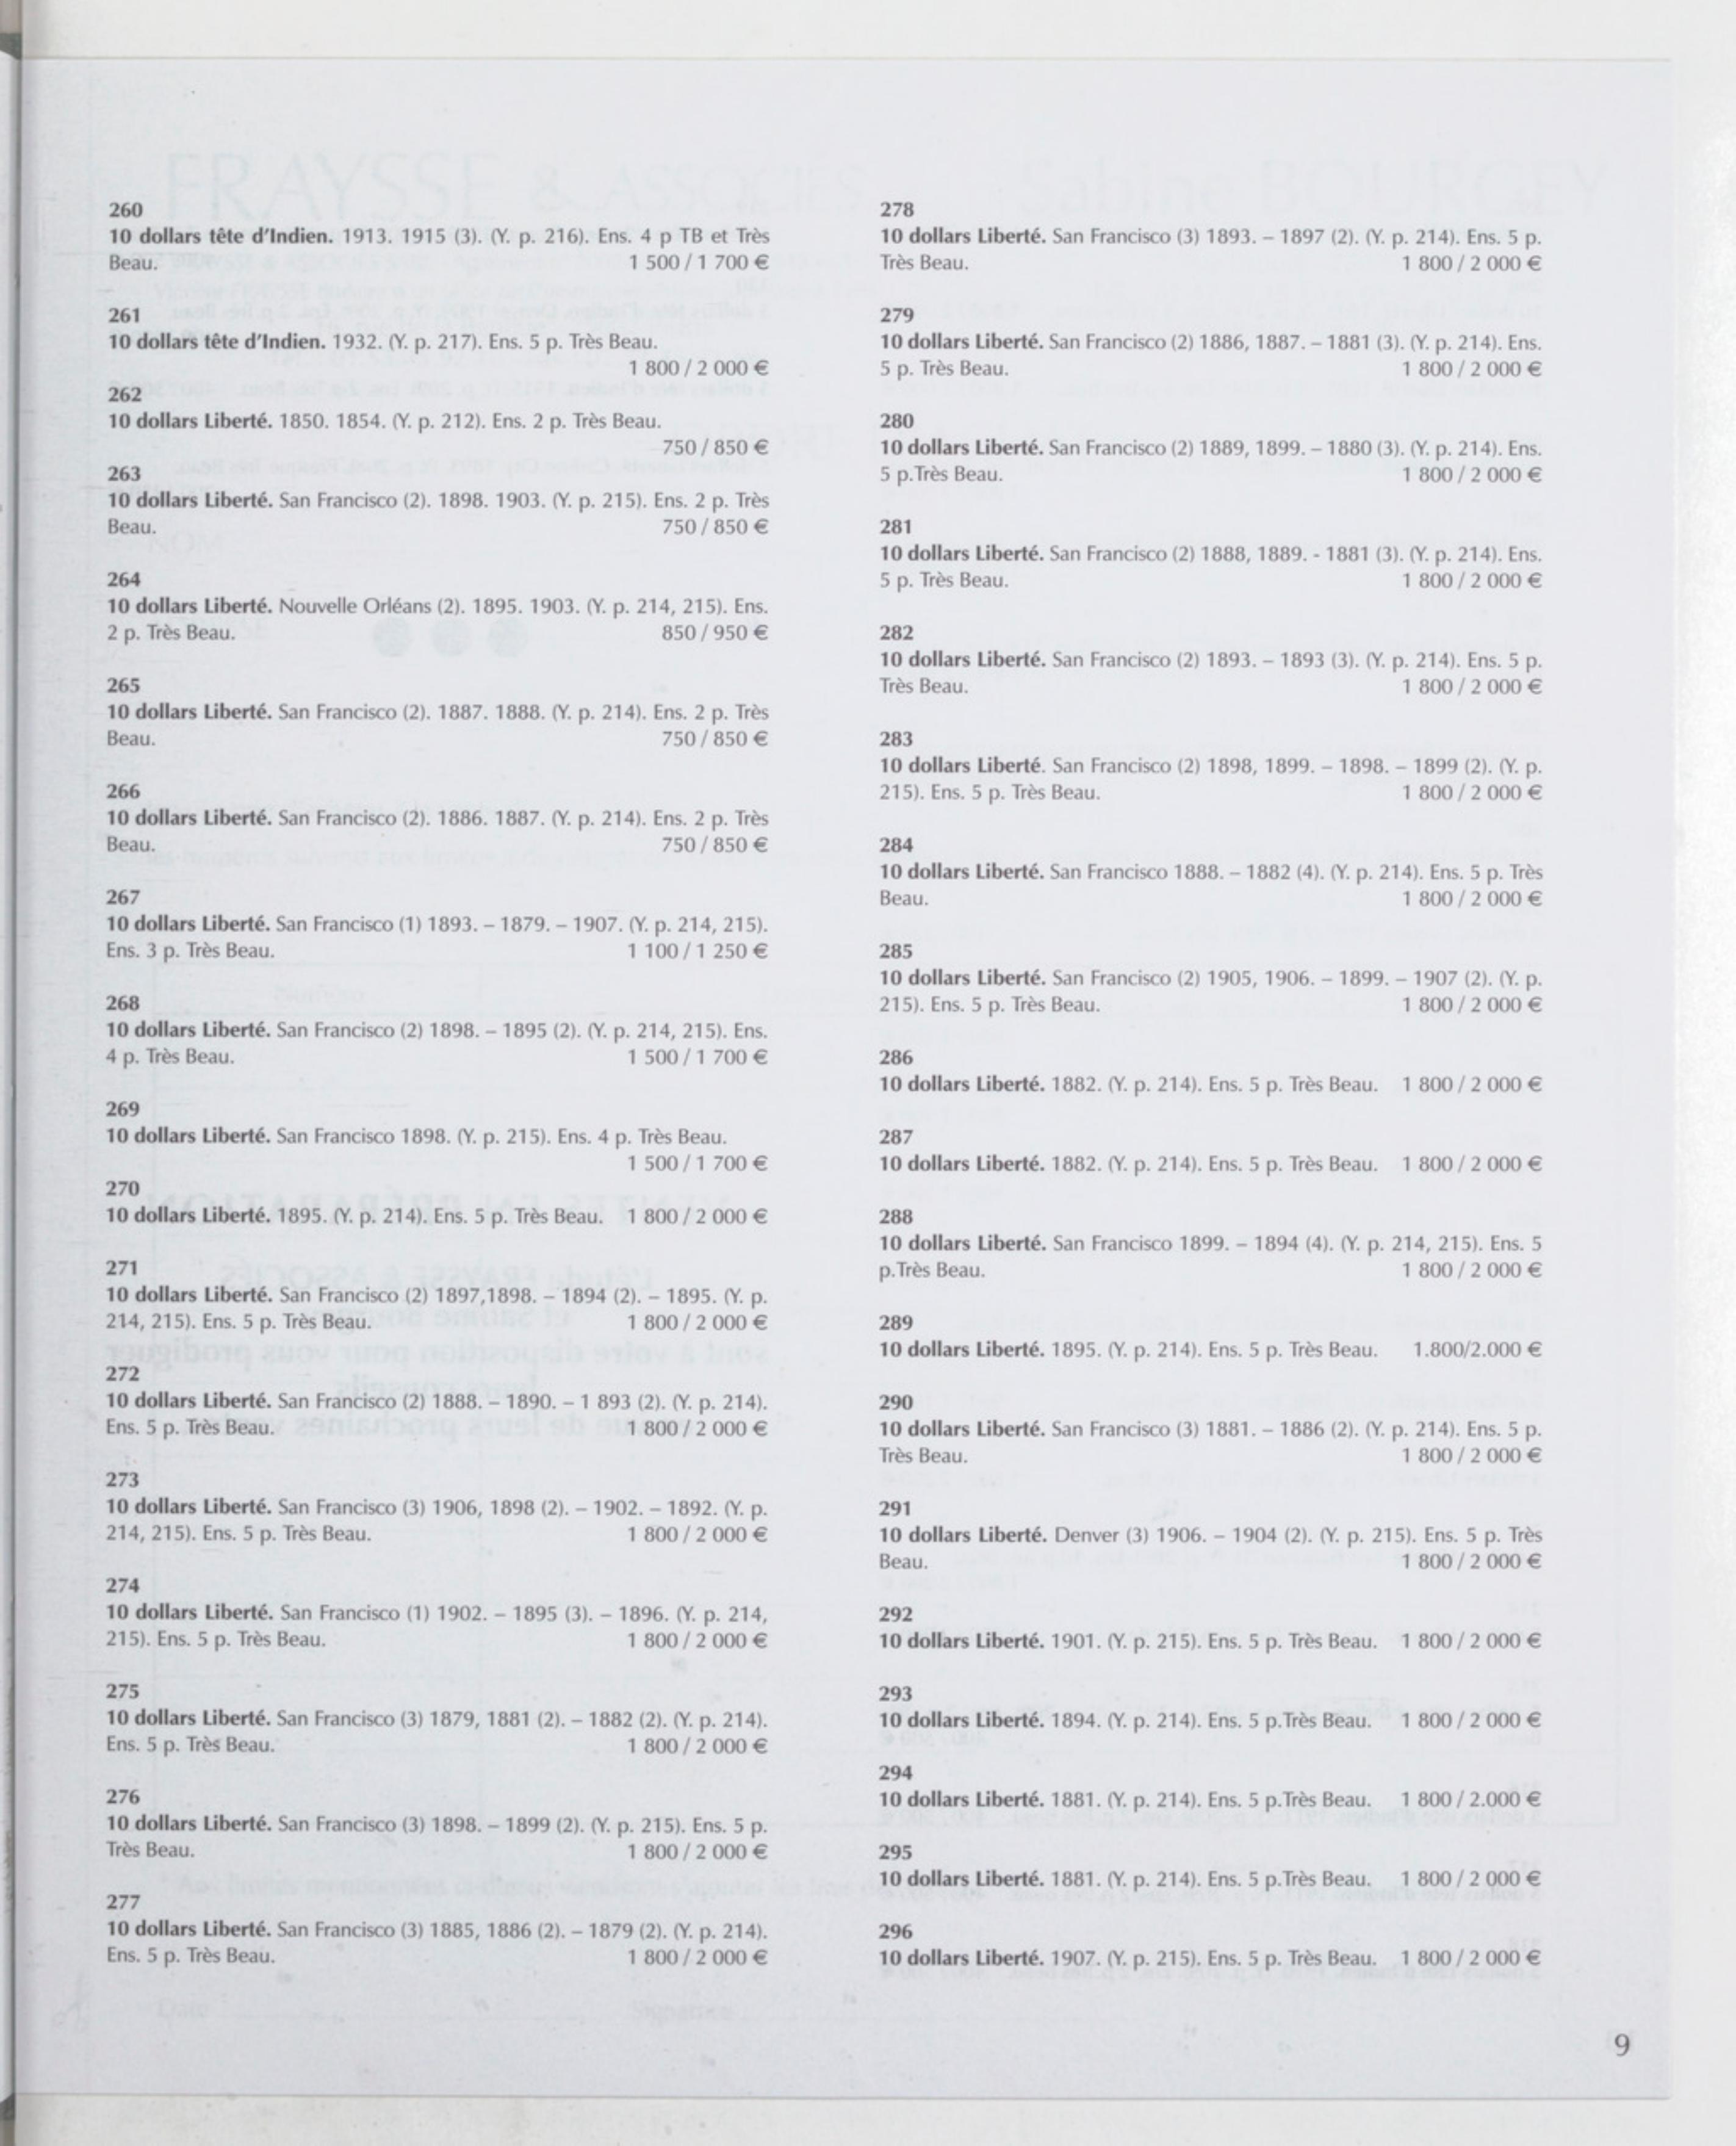 260
10 dollars tête d'Indien. 1913. 1915 (3). (Y. p. 216). Ens. 4 p TB et Très
Beau. 1 500 / 1 700 €
261
10 dollars tête d'Indien. 1932. (Y. p. 217). Ens. 5 p. Très Beau.
1 800 / 2 000 €
262
10 dollars Liberté. 1850. 1854. (Y. p. 212). Ens. 2 p. Très Beau.
750 / 850 €
263
10 dollars Liberté. San Francisco (2). 1898. 1903. (Y. p. 215). Ens. 2 p. Très
Beau. 750 / 850 €
264
10 dollars Liberté. Nouvelle Orléans (2). 1895. 1903. (Y. p. 214, 215). Ens.
2 p. Très Beau. 850 / 950 €
265
10 dollars Liberté. San Francisco (2). 1887. 1888. (Y. p. 214). Ens. 2 p. Très
Beau. 750 / 850 €
266
10 dollars Liberté. San Francisco (2). 1886. 1887. (Y. p. 214). Ens. 2 p. Très
Beau. 750 / 850 €
267
10 dollars Liberté. San Francisco (1) 1893. – 1879. – 1907. (Y. p. 214, 215).
Ens. 3 p. Très Beau. 1 100 / 1 250 €
268
10 dollars Liberté. San Francisco (2) 1898. – 1895 (2). (Y. p. 214, 215). Ens.
4 p. Très Beau. 1 500 / 1 700 €
269
10 dollars Liberté. San Francisco 1898. (Y. p. 215). Ens. 4 p. Très Beau.
1 500 / 1 700 €
270
10 dollars Liberté. 1895. (Y. p. 214). Ens. 5 p. Très Beau. 1 800 / 2 000 €
271
10 dollars Liberté. San Francisco (2) 1897,1898. – 1894 (2). – 1895. (Y. p.
214, 215). Ens. 5 p. Très Beau. 1 800 / 2 000 €
272
10 dollars Liberté. San Francisco (2) 1888. – 1890. – 1 893 (2). (Y. p. 214).
Ens. 5 p. Très Beau. 1 800 / 2 000 €
273
10 dollars Liberté. San Francisco (3) 1906, 1898 (2). – 1902. – 1892. (Y. p.
214, 215). Ens. 5 p. Très Beau. 1 800 / 2 000 €
274
10 dollars Liberté. San Francisco (1) 1902. – 1895 (3). – 1896. (Y. p. 214,
215). Ens. 5 p. Très Beau. 1 800 / 2 000 €
275
10 dollars Liberté. San Francisco (3) 1879, 1881 (2). – 1882 (2). (Y. p. 214).
Ens. 5 p. Très Beau. 1 800 / 2 000 €
276
10 dollars Liberté. San Francisco (3) 1898. – 1899 (2). (Y. p. 215). Ens. 5 p.
Très Beau. 1 800 / 2 000 €
277
10 dollars Liberté. San Francisco (3) 1885, 1886 (2). – 1879 (2). (Y. p. 214).
Ens. 5 p. Très Beau. 1 800 / 2 000 €
278
10 dollars Liberté. San Francisco (3) 1893. – 1897 (2). (Y. p. 214). Ens. 5 p.
Très Beau. 1 800 / 2 000 €
279
10 dollars Liberté. San Francisco (2) 1886, 1887. – 1881 (3). (Y. p. 214). Ens.
5 p. Très Beau. 1 800 / 2 000 €
280
10 dollars Liberté. San Francisco (2) 1889, 1899. – 1880 (3). (Y. p. 214). Ens.
5 p.Très Beau. 1 800 / 2 000 €
281
10 dollars Liberté. San Francisco (2) 1888, 1889. - 1881 (3). (Y. p. 214). Ens.
5 p. Très Beau. 1 800 / 2 000 €
282
10 dollars Liberté. San Francisco (2) 1893. – 1893 (3). (Y. p. 214). Ens. 5 p.
Très Beau. 1 800 / 2 000 €
283
10 dollars Liberté. San Francisco (2) 1898, 1899. – 1898. – 1899 (2). (Y. p.
215). Ens. 5 p. Très Beau. 1 800 / 2 000 €
284
10 dollars Liberté. San Francisco 1888. – 1882 (4). (Y. p. 214). Ens. 5 p. Très
Beau. 1 800 / 2 000 €
285
10 dollars Liberté. San Francisco (2) 1905, 1906. – 1899. – 1907 (2). (Y. p.
215). Ens. 5 p. Très Beau. 1 800 / 2 000 €
286
10 dollars Liberté. 1882. (Y. p. 214). Ens. 5 p. Très Beau. 1 800 / 2 000 €
287
10 dollars Liberté. 1882. (Y. p. 214). Ens. 5 p. Très Beau. 1 800 / 2 000 €
288
10 dollars Liberté. San Francisco 1899. – 1894 (4). (Y. p. 214, 215). Ens. 5
p.Très Beau. 1 800 / 2 000 €
289
10 dollars Liberté. 1895. (Y. p. 214). Ens. 5 p. Très Beau. 1.800/2.000 €
290
10 dollars Liberté. San Francisco (3) 1881. – 1886 (2). (Y. p. 214). Ens. 5 p.
Très Beau. 1 800 / 2 000 €
291
10 dollars Liberté. Denver (3) 1906. – 1904 (2). (Y. p. 215). Ens. 5 p. Très
Beau. 1 800 / 2 000 €
292
10 dollars Liberté. 1901. (Y. p. 215). Ens. 5 p. Très Beau. 1 800 / 2 000 €
293
10 dollars Liberté. 1894. (Y. p. 214). Ens. 5 p.Très Beau. 1 800 / 2 000 €
294
10 dollars Liberté. 1881. (Y. p. 214). Ens. 5 p.Très Beau. 1 800 / 2.000 €
295
10 dollars Liberté. 1881. (Y. p. 214). Ens. 5 p.Très Beau. 1 800 / 2 000 €
296
10 dollars Liberté. 1907. (Y. p. 215). Ens. 5 p. Très Beau. 1 800 / 2 000 €
9